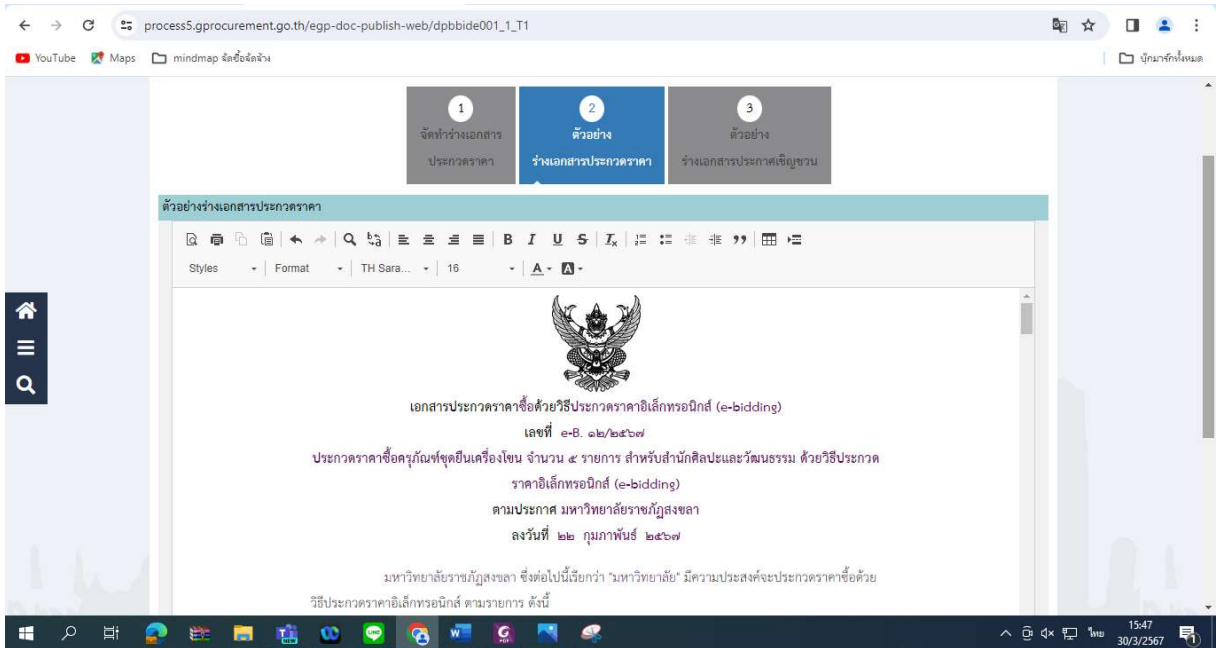 process5.gprocurement.go.th/egp-doc-publish-web/dpbbide001_1_T1
YouTube Maps mindmap จัดซื้อจัดจ้าง บุ๊กมาร์กทั้งหมด
1 2 3
จัดทำร่างเอกสาร ตัวอย่าง ตัวอย่าง
ประกวดราคา ร่างเอกสารประกวดราคา ร่างเอกสารประกาศเชิญชวน
ตัวอย่างร่างเอกสารประกวดราคา
Styles Format TH Sara... 16
เอกสารประกวดราคาซื้อด้วยวิธีประกวดราคาอิเล็กทรอนิกส์ (e-bidding)
เลขที่ e-B. ๑๒/๒๕๖๗
ประกวดราคาซื้อครุภัณฑ์ชุดยืนเครื่องโขน จำนวน ๕ รายการ สำหรับสำนักศิลปะและวัฒนธรรม ด้วยวิธีประกวด
ราคาอิเล็กทรอนิกส์ (e-bidding)
ตามประกาศ มหาวิทยาลัยราชภัฏสงขลา
ลงวันที่ ๒๒ กุมภาพันธ์ ๒๕๖๗
มหาวิทยาลัยราชภัฏสงขลา ซึ่งต่อไปนี้เรียกว่า "มหาวิทยาลัย" มีความประสงค์จะประกวดราคาซื้อด้วย
วิธีประกวดราคาอิเล็กทรอนิกส์ ตามรายการ ดังนี้
ไทย 15:47
30/3/2567